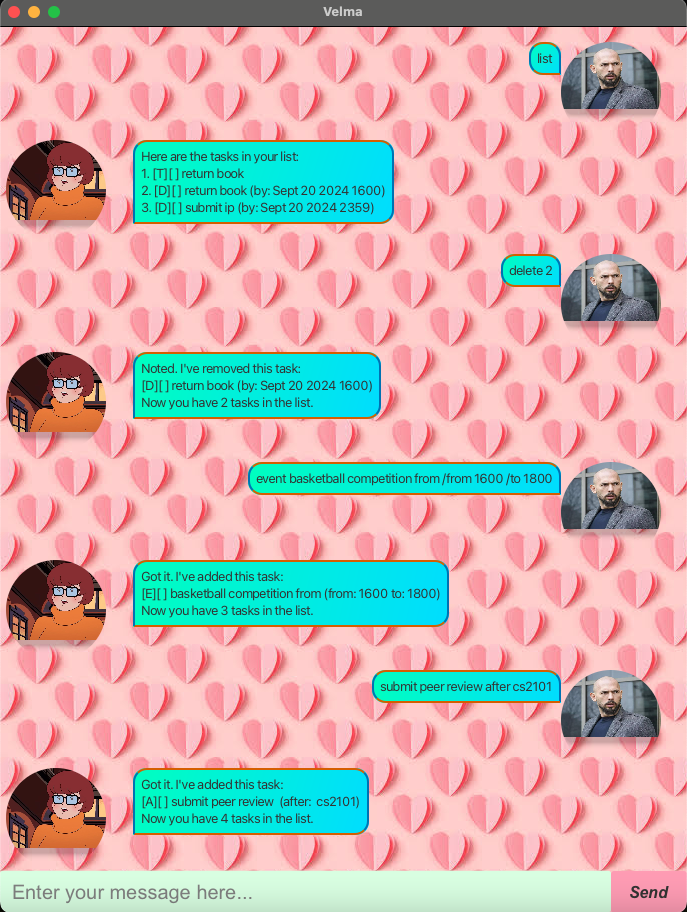 Velma
list
Here are the tasks in your list:
1. [T][ ] return book
2. [D][ ] return book (by: Sept 20 2024 1600)
3. [D][ ] submit ip (by: Sept 20 2024 2359)
delete 2
Noted. I've removed this task:
[D][ ] return book (by: Sept 20 2024 1600)
Now you have 2 tasks in the list.
event basketball competition from /from 1600 /to 1800
Got it. I've added this task:
[E][ ] basketball competition from (from: 1600 to: 1800)
Now you have 3 tasks in the list.
submit peer review after cs2101
Got it. I've added this task:
[A][ ] submit peer review  (after:  cs2101)
Now you have 4 tasks in the list.
Enter your message here...
Send